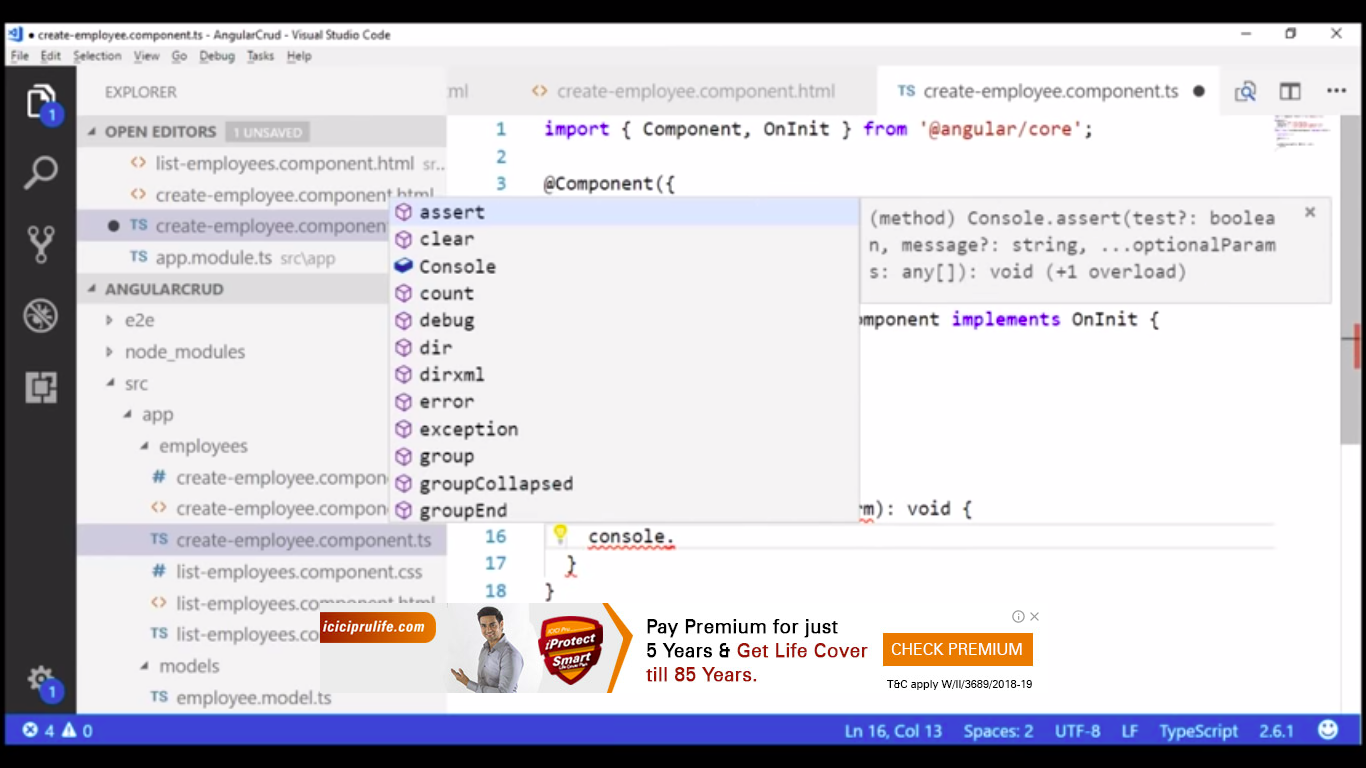 • create-employee.component.ts - AngularCrud - Visual Studio Code
File Edit Selection View Go Debug Tasks Help
EXPLORER
OPEN EDITORS 1 UNSAVED
list-employees.component.html sr...
create-employee.component.html
● TS create-employee.component
TS app.module.ts src\app
ANGULARCRUD
e2e
node_modules
src
app
employees
# create-employee.compon
<> create-employee.compon
TS create-employee.component.ts
# list-employees.component.css
<> list-employees.component.html
TS list-employees.co
models
TS employee.model.ts
1
1
ml <> create-employee.component.html TS create-employee.component.ts ● ...
1 import { Component, OnInit } from '@angular/core';
2
3 @Component({
assert
clear
Console
count
debug
dir
dirxml
error
exception
group
groupCollapsed
groupEnd
(method) Console.assert(test?: boolea
n, message?: string, ...optionalParam
s: any[]): void (+1 overload)
mponent implements OnInit {
rm): void {
16 console.
17 }
18 }
iciciprulife.com
iProtect
Smart
Pay Premium for just
5 Years & Get Life Cover
till 85 Years.
CHECK PREMIUM
T&C apply W/II/3689/2018-19
4 0 Ln 16, Col 13 Spaces: 2 UTF-8 LF TypeScript 2.6.1